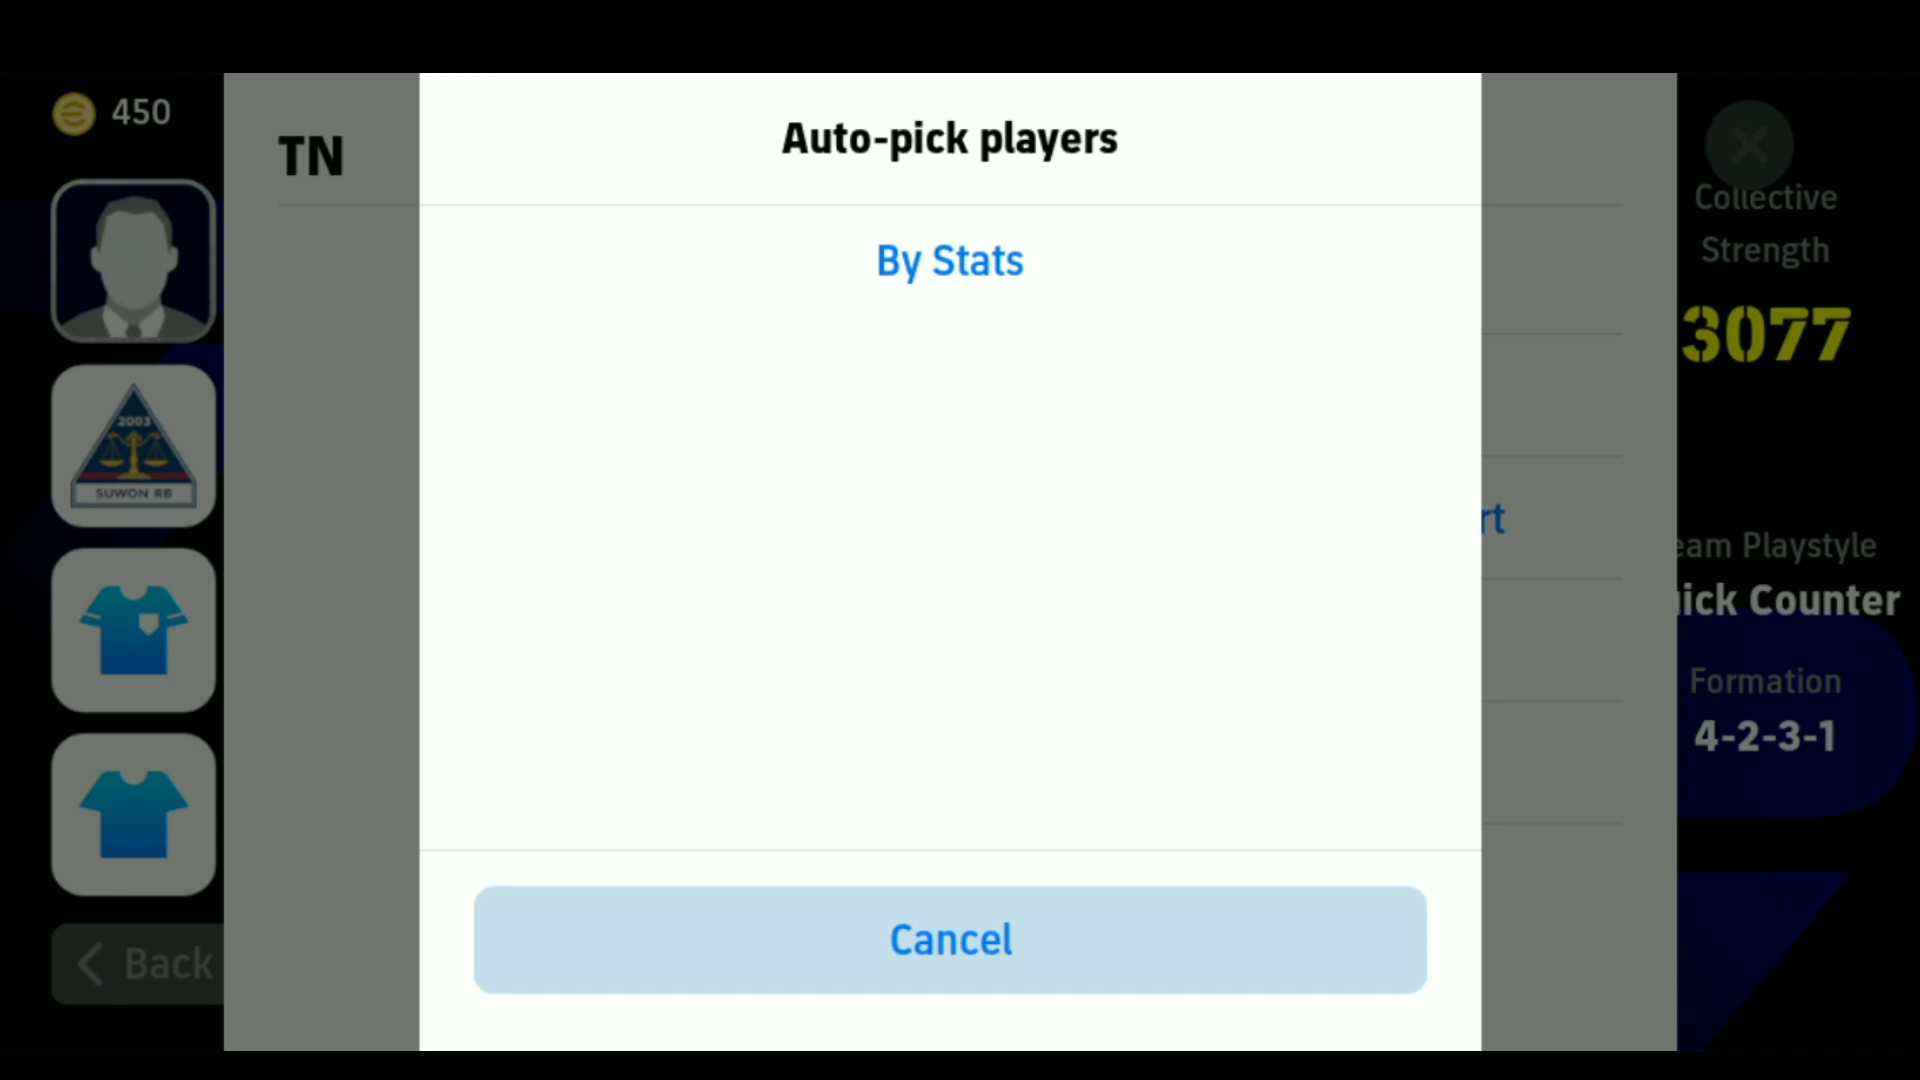 450
TN
Auto-pick players
By Stats
Cancel
2003
SUWON RB
Back
Collective
Strength
3077
rt
eam Playstyle
ick Counter
Formation
4-2-3-1